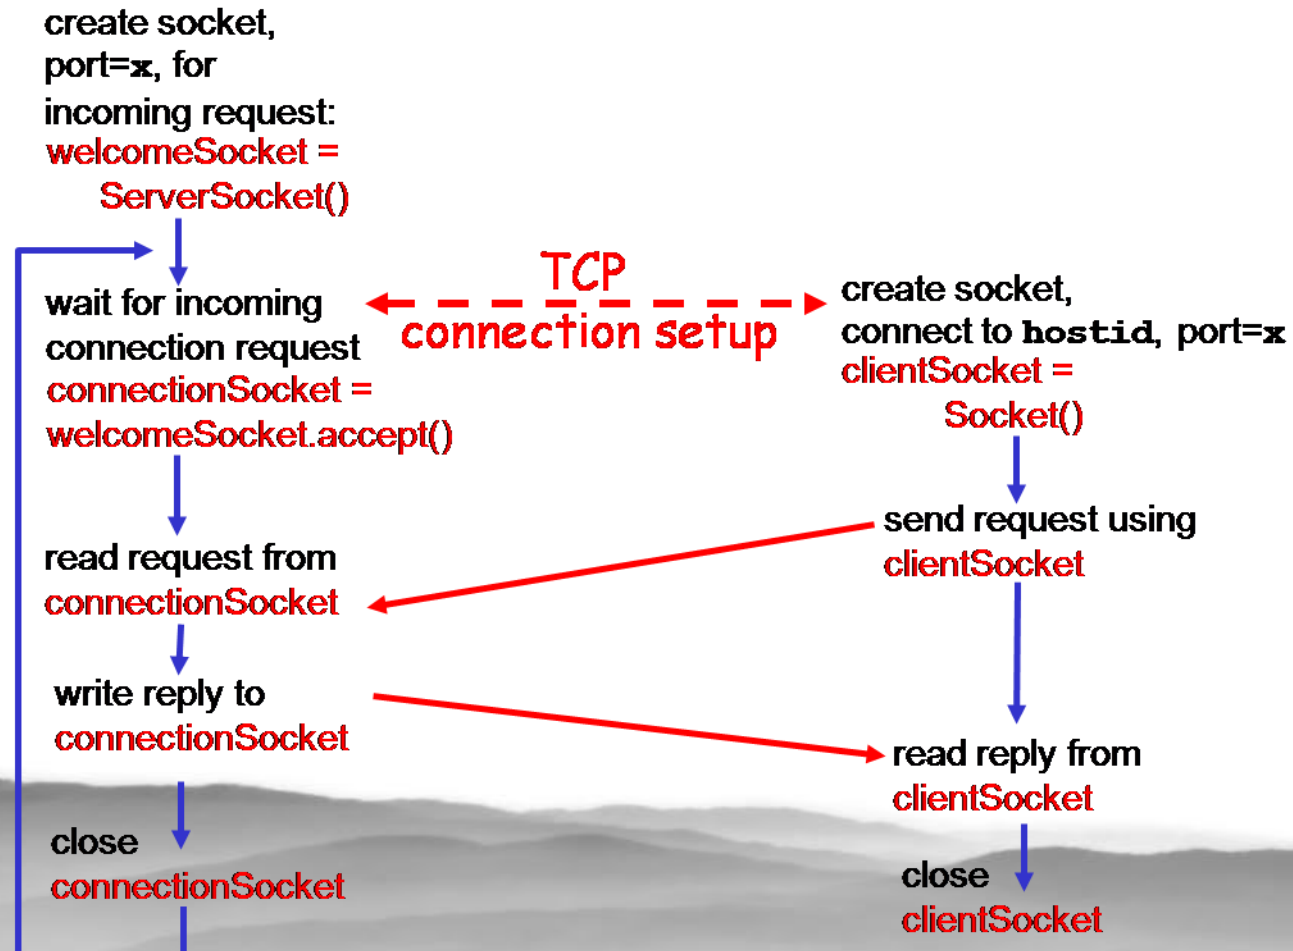 create socket,
port=x, for
incoming request:
welcomeSocket =
ServerSocket()
wait for incoming
connection request
connectionSocket =
welcomeSocket.accept()
read request from
connectionSocket
write reply to
connectionSocket
close
connectionSocket
TCP
connection setup
create socket,
connect to hostid, port=x
clientSocket =
Socket()
send request using
clientSocket
read reply from
clientSocket
close
clientSocket